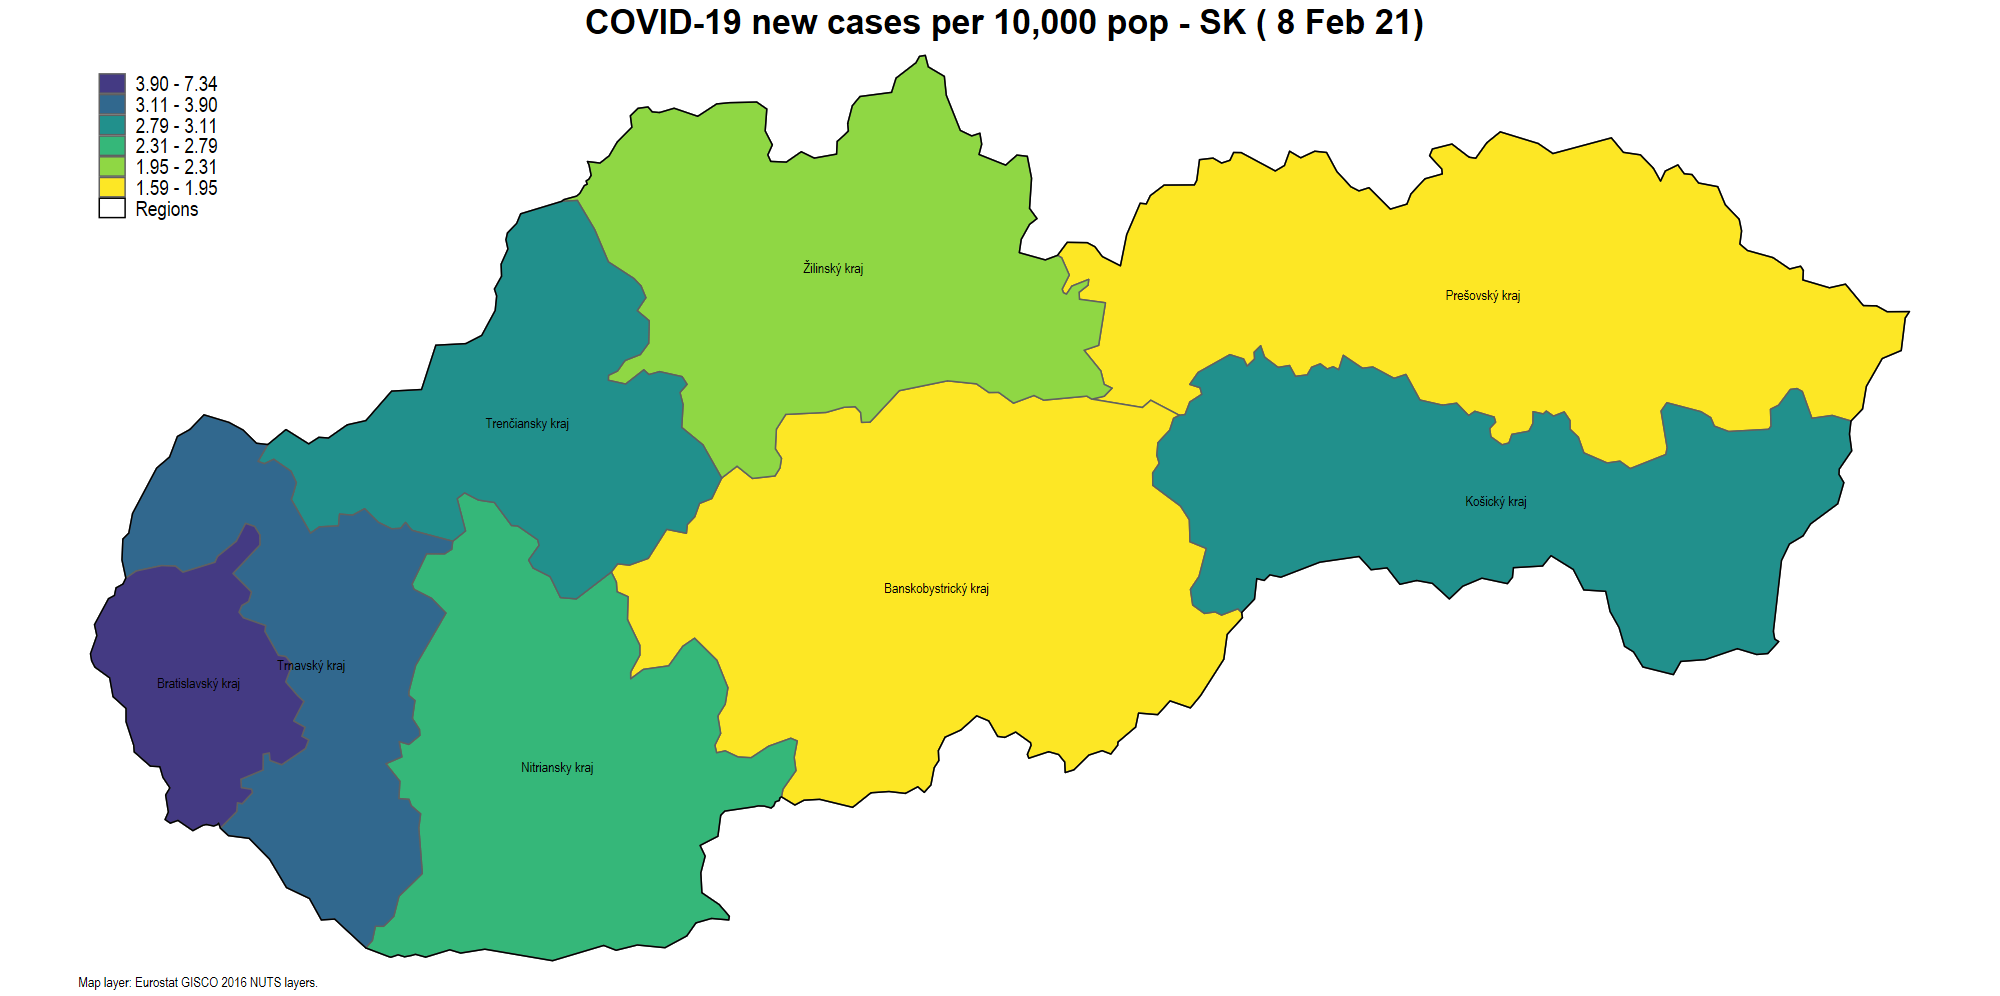 COVID-19 new cases per 10,000 pop - SK ( 8 Feb 21)
3.90 - 7.34
3.11 - 3.90
2.79 - 3.11
2.31 - 2.79
1.95 - 2.31
1.59 - 1.95
Regions
Žilinský kraj
Prešovský kraj
Trenčiansky kraj
Košický kraj
Banskobystrický kraj
Trnavský kraj
Bratislavský kraj
Nitriansky kraj
Map layer: Eurostat GISCO 2016 NUTS layers.